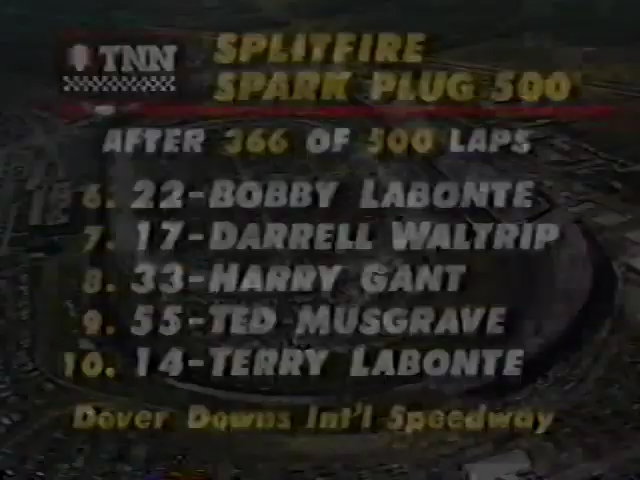 TNN
SPLITFIRE
SPARK PLUG 500
AFTER 366 OF 500 LAPS
6. 22-BOBBY LABONTE
7. 17-DARRELL WALTRIP
8. 33-HARRY GANT
9. 55-TED MUSGRAVE
10. 14-TERRY LABONTE
Dover Downs Int'l Speedway